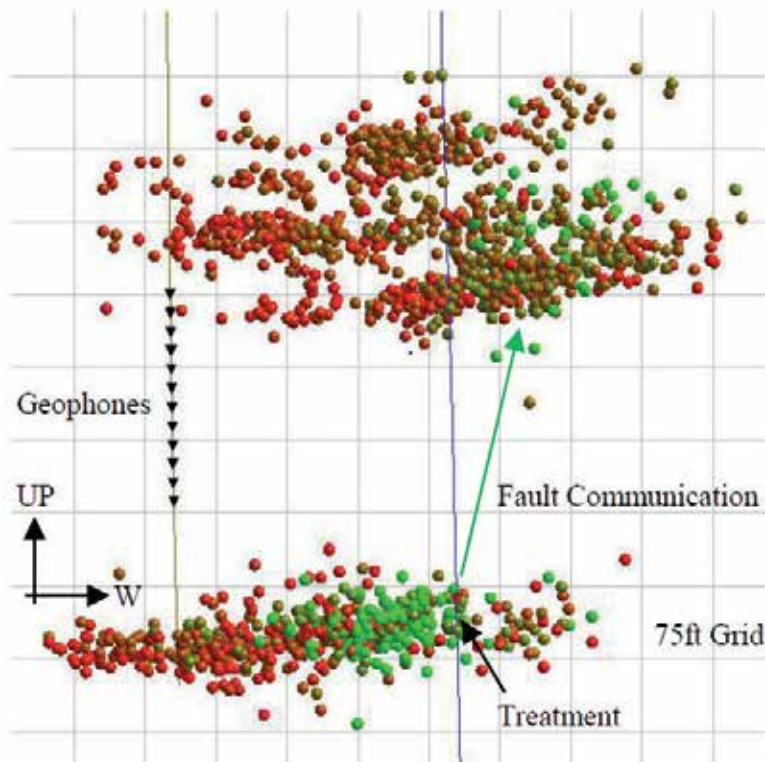 Geophones
UP
Fault Communication
W
75ft Grid
Treatment